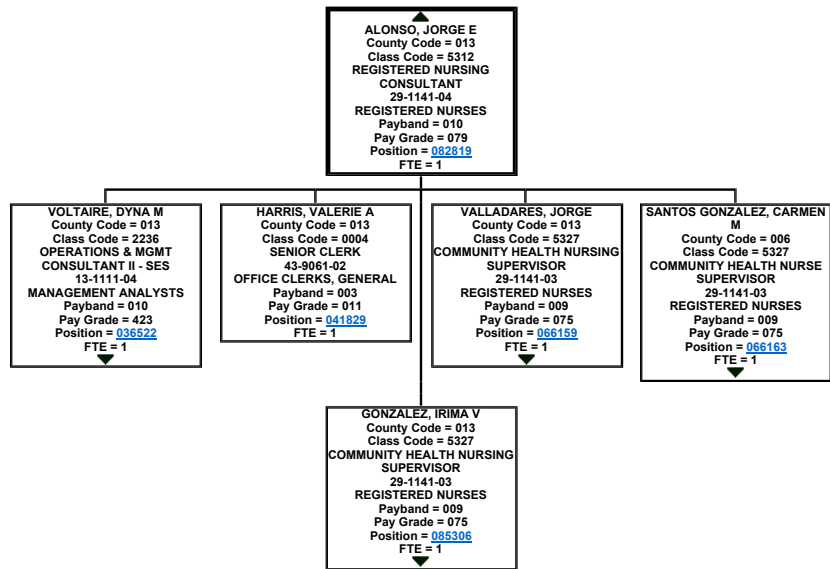 ALONSO, JORGE E
County Code = 013
Class Code = 5312
REGISTERED NURSING
CONSULTANT
29-1141-04
REGISTERED NURSES
Payband = 010
Pay Grade = 079
Position = 082819
FTE = 1
VOLTAIRE, DYNA M
County Code = 013
Class Code = 2236
OPERATIONS & MGMT
CONSULTANT II - SES
13-1111-04
MANAGEMENT ANALYSTS
Payband = 010
Pay Grade = 423
Position = 036522
FTE = 1
HARRIS, VALERIE A
County Code = 013
Class Code = 0004
SENIOR CLERK
43-9061-02
OFFICE CLERKS, GENERAL
Payband = 003
Pay Grade = 011
Position = 041829
FTE = 1
VALLADARES, JORGE
County Code = 013
Class Code = 5327
COMMUNITY HEALTH NURSING
SUPERVISOR
29-1141-03
REGISTERED NURSES
Payband = 009
Pay Grade = 075
Position = 066159
FTE = 1
SANTOS GONZALEZ, CARMEN
M
County Code = 006
Class Code = 5327
COMMUNITY HEALTH NURSE
SUPERVISOR
29-1141-03
REGISTERED NURSES
Payband = 009
Pay Grade = 075
Position = 066163
FTE = 1
GONZALEZ, IRIMA V
County Code = 013
Class Code = 5327
COMMUNITY HEALTH NURSING
SUPERVISOR
29-1141-03
REGISTERED NURSES
Payband = 009
Pay Grade = 075
Position = 085306
FTE = 1